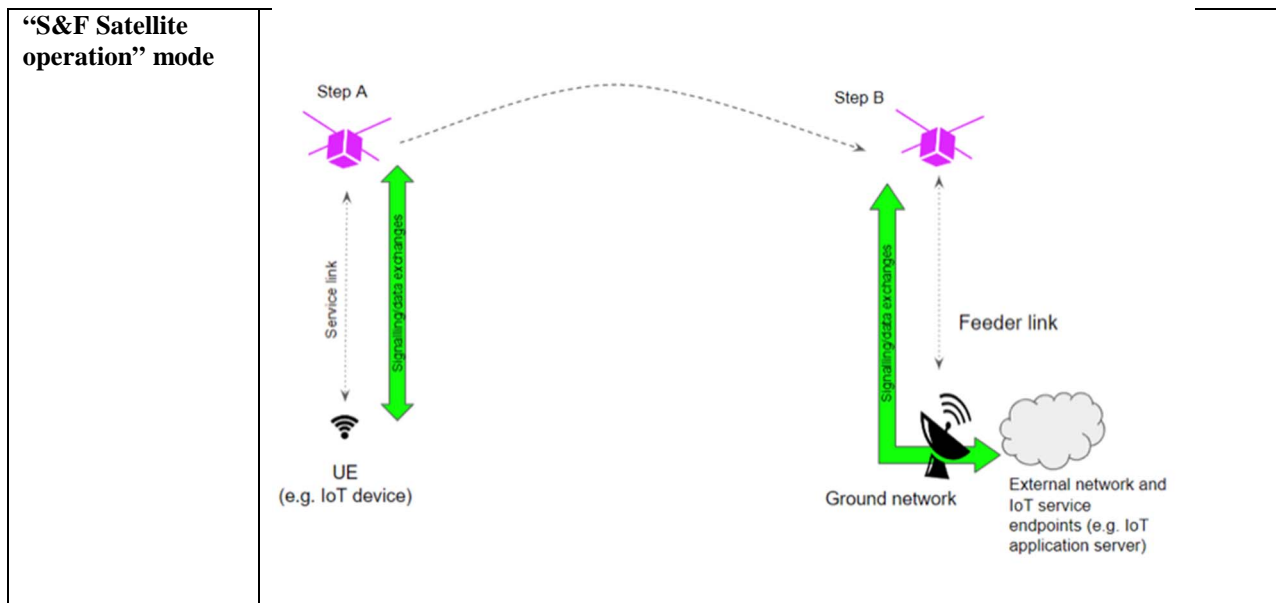 “S&F Satellite
operation” mode
Step A
Step B
Service link
Signalling/data exchanges
Signalling/data exchanges
Feeder link
UE
(e.g. IoT device)
Ground network
External network and
IoT service
endpoints (e.g. IoT
application server)